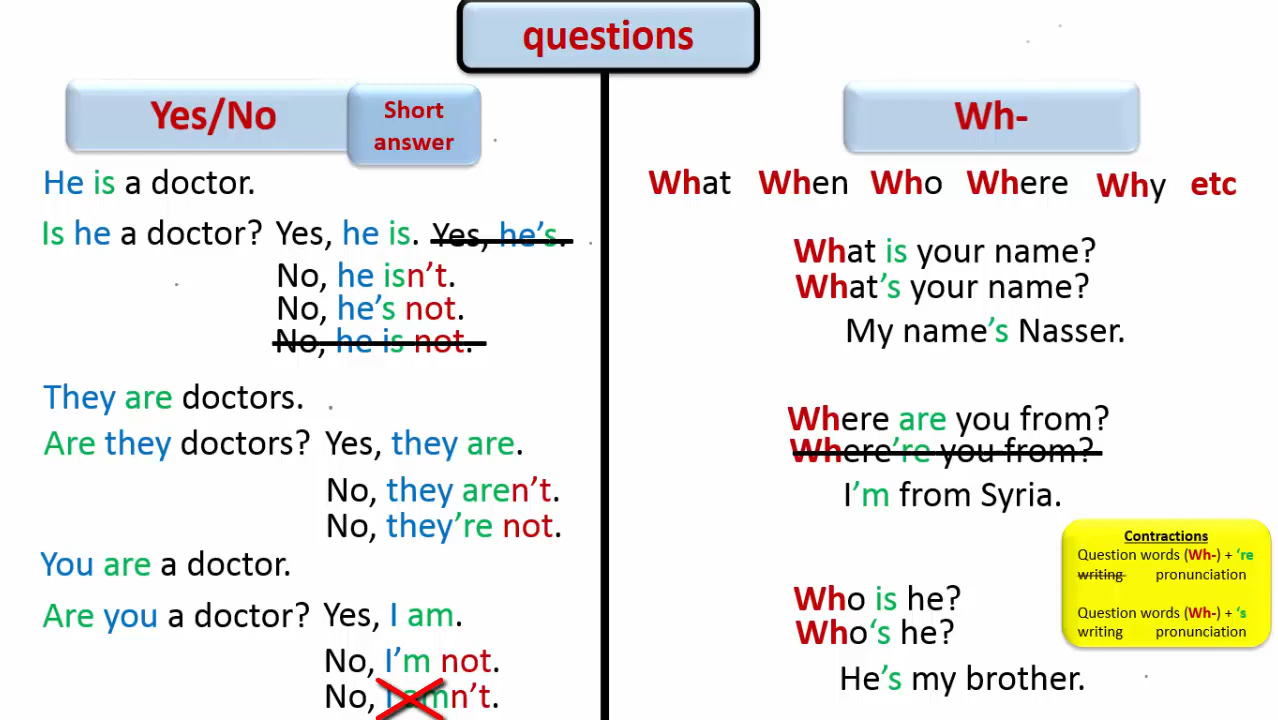 questions
Yes/No
Short
answer
He is a doctor.
Is he a doctor? Yes, he is. Yes, he's.
No, he isn't.
No, he's not.
No, he is not.
They are doctors.
Are they doctors? Yes, they are.
No, they aren't.
No, they're not.
You are a doctor.
Are you a doctor? Yes, I am.
No, I'm not.
No, I amn't.
Wh-
What When Who Where Why etc
What is your name?
What's your name?
My name's Nasser.
Where are you from?
Where're you from?
I'm from Syria.
Who is he?
Who‘s he?
He's my brother.
Contractions
Question words (Wh-) + ‘re
writing pronunciation
Question words (Wh-) + ‘s
writing pronunciation